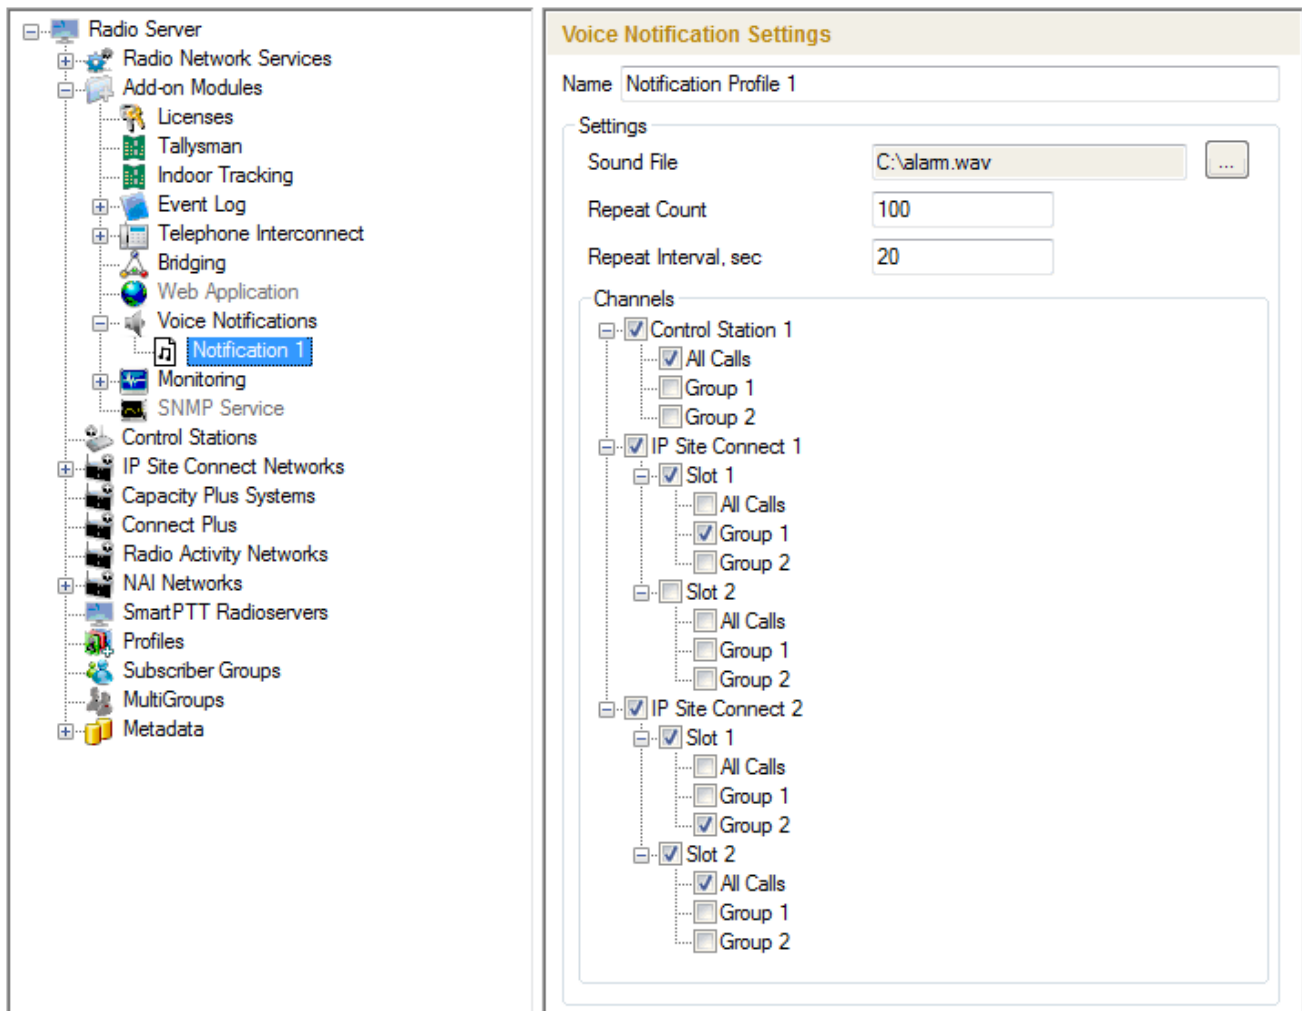 Radio Server
Radio Network Services
Add-on Modules
Licenses
Tallysman
Indoor Tracking
Event Log
Telephone Interconnect
Bridging
Web Application
Voice Notifications
Notification 1
Monitoring
SNMP Service
Control Stations
IP Site Connect Networks
Capacity Plus Systems
Connect Plus
Radio Activity Networks
NAI Networks
SmartPTT Radioservers
Profiles
Subscriber Groups
MultiGroups
Metadata
Voice Notification Settings
Name Notification Profile 1
Settings
Sound File C:\alarm.wav ...
Repeat Count 100
Repeat Interval, sec 20
Channels
Control Station 1
All Calls
Group 1
Group 2
IP Site Connect 1
Slot 1
All Calls
Group 1
Group 2
Slot 2
All Calls
Group 1
Group 2
IP Site Connect 2
Slot 1
All Calls
Group 1
Group 2
Slot 2
All Calls
Group 1
Group 2